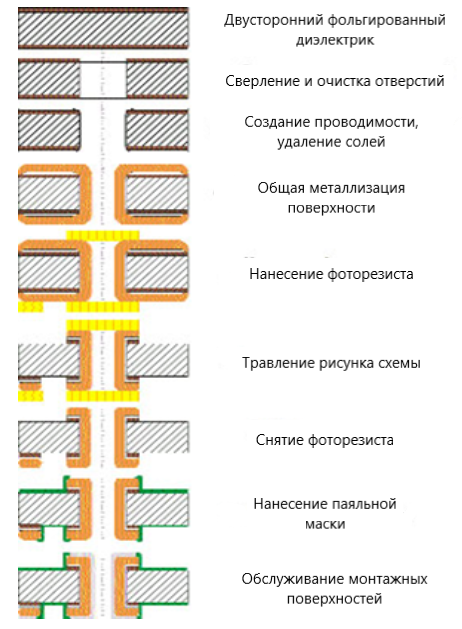 Двусторонний фольгированный
диэлектрик
Сверление и очистка отверстий
Создание проводимости,
удаление солей
Общая металлизация
поверхности
Нанесение фоторезиста
Травление рисунка схемы
Снятие фоторезиста
Нанесение паяльной
маски
Обслуживание монтажных
поверхностей